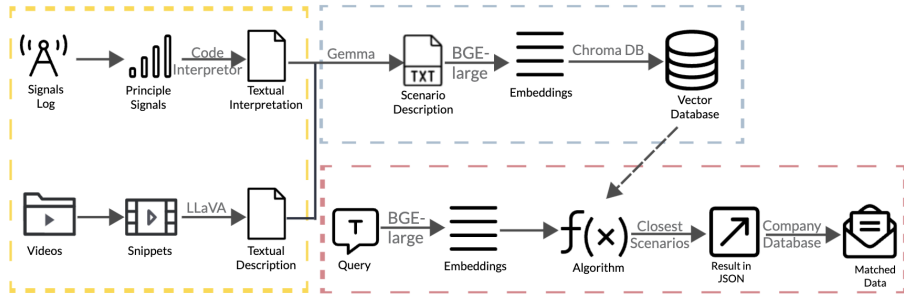 Signals
Log
Principle
Signals
Code
Interpretor
Textual
Interpretation
Gemma
TXT
Scenario
Description
BGE-
large
Embeddings
Chroma DB
Vector
Database
Videos
Snippets
LLaVA
Textual
Description
T
Query
BGE-
large
Embeddings
f(x)
Algorithm
Closest
Scenarios
Result in
JSON
Company
Database
Matched
Data